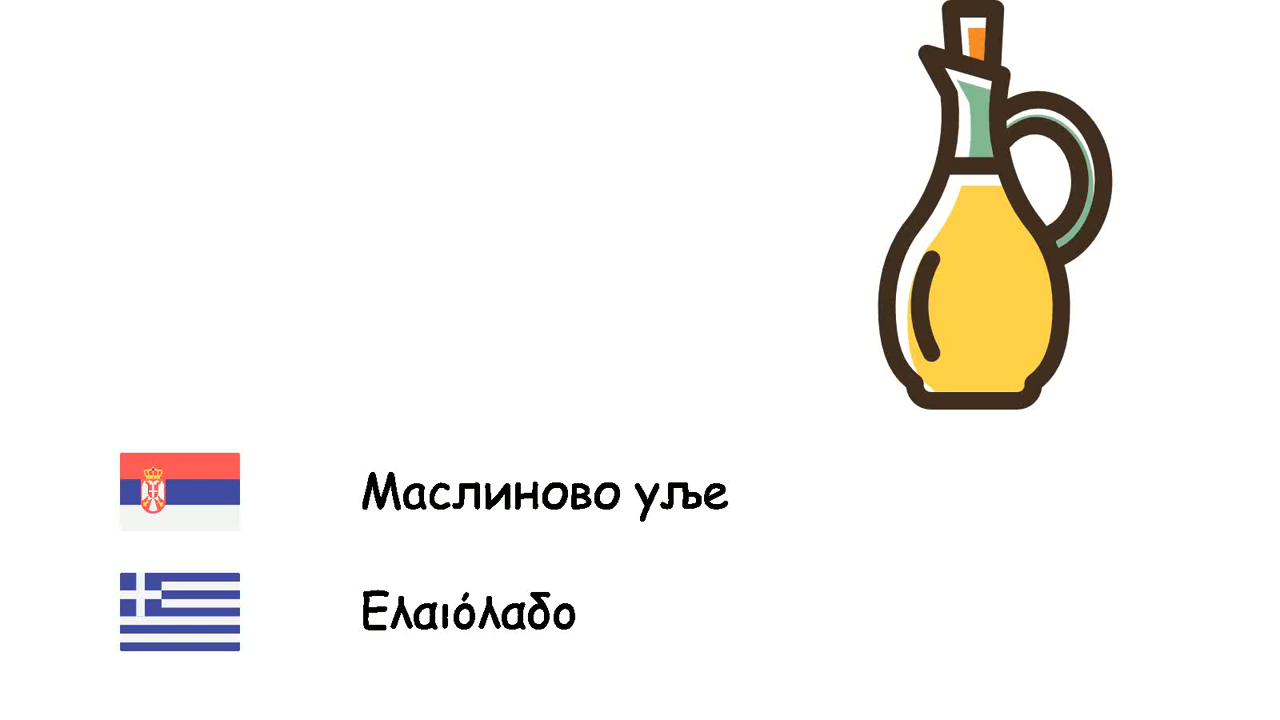 Маслиново уље
Ελαιόλαδο